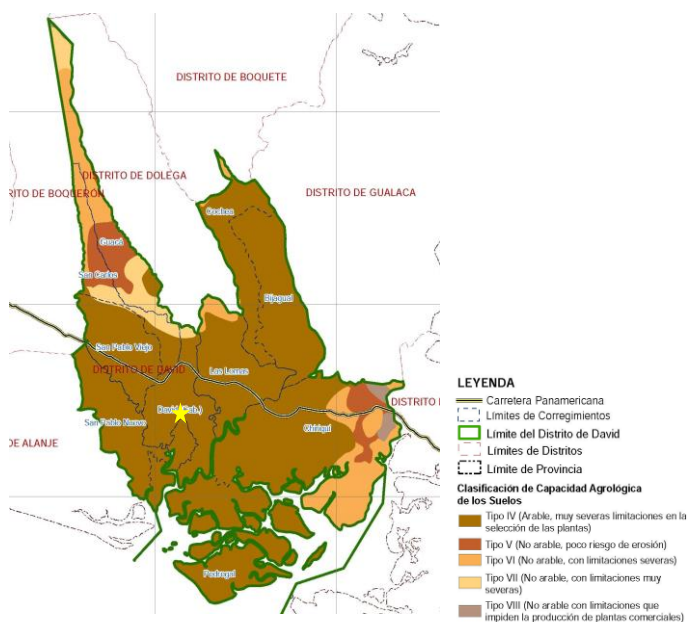 DISTRITO DE BOQUETE
DISTRITO DE DOLEGA
RITO DE BOQUERÓN
DISTRITO DE GUALACA
Cochea
Guacá
San Carlos
Bijagual
San Pablo Viejo
DISTRITO DE DAVID
Las Lomas
David (Cab.)
San Pablo Nuevo
Chiriquí
DISTRITO
DE ALANJE
Pedregal
LEYENDA
Carretera Panamericana
Límites de Corregimientos
Límite del Distrito de David
Límites de Distritos
Límite de Provincia
Clasificación de Capacidad Agrológica
de los Suelos
Tipo IV (Arable, muy severas limitaciones en la
selección de las plantas)
Tipo V (No arable, poco riesgo de erosión)
Tipo VI (No arable, con limitaciones severas)
Tipo VII (No arable, con limitaciones muy
severas)
Tipo VIII (No arable con limitaciones que
impiden la producción de plantas comerciales)